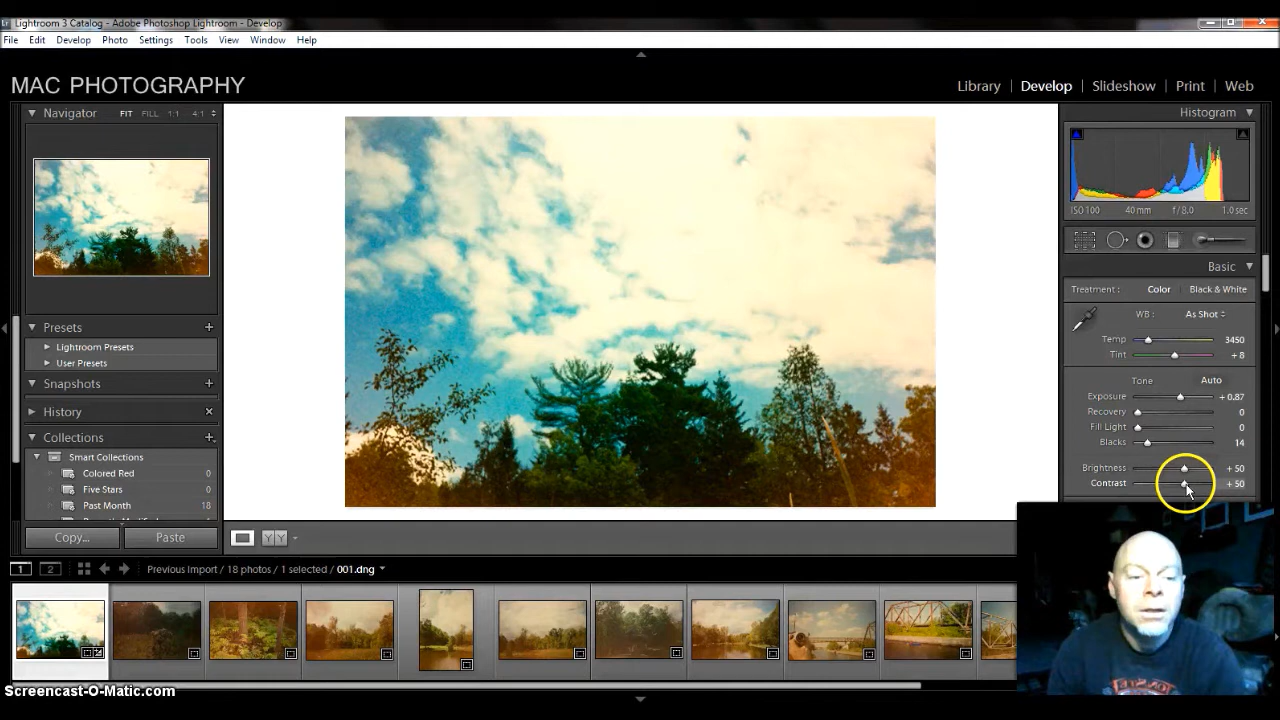 Lr Lightroom 3 Catalog - Adobe Photoshop Lightroom - Develop
File Edit Develop Photo Settings Tools View Window Help
MAC PHOTOGRAPHY
Library | Develop | Slideshow | Print | Web
Navigator FIT FILL 1:1 4:1
Histogram
ISO 100 40 mm f / 8.0 1.0 sec
Basic
Treatment : Color Black & White
WB : As Shot
Temp 3450
Tint + 8
Tone Auto
Exposure + 0.87
Recovery 0
Fill Light 0
Blacks 14
Brightness + 50
Contrast + 50
Presets +
Lightroom Presets
User Presets
Snapshots +
History ×
Collections +
Smart Collections
Colored Red 0
Five Stars 0
Past Month 18
Copy... Paste
Y Y
1 2 Previous Import / 18 photos / 1 selected / 001.dng
Screencast-O-Matic.com